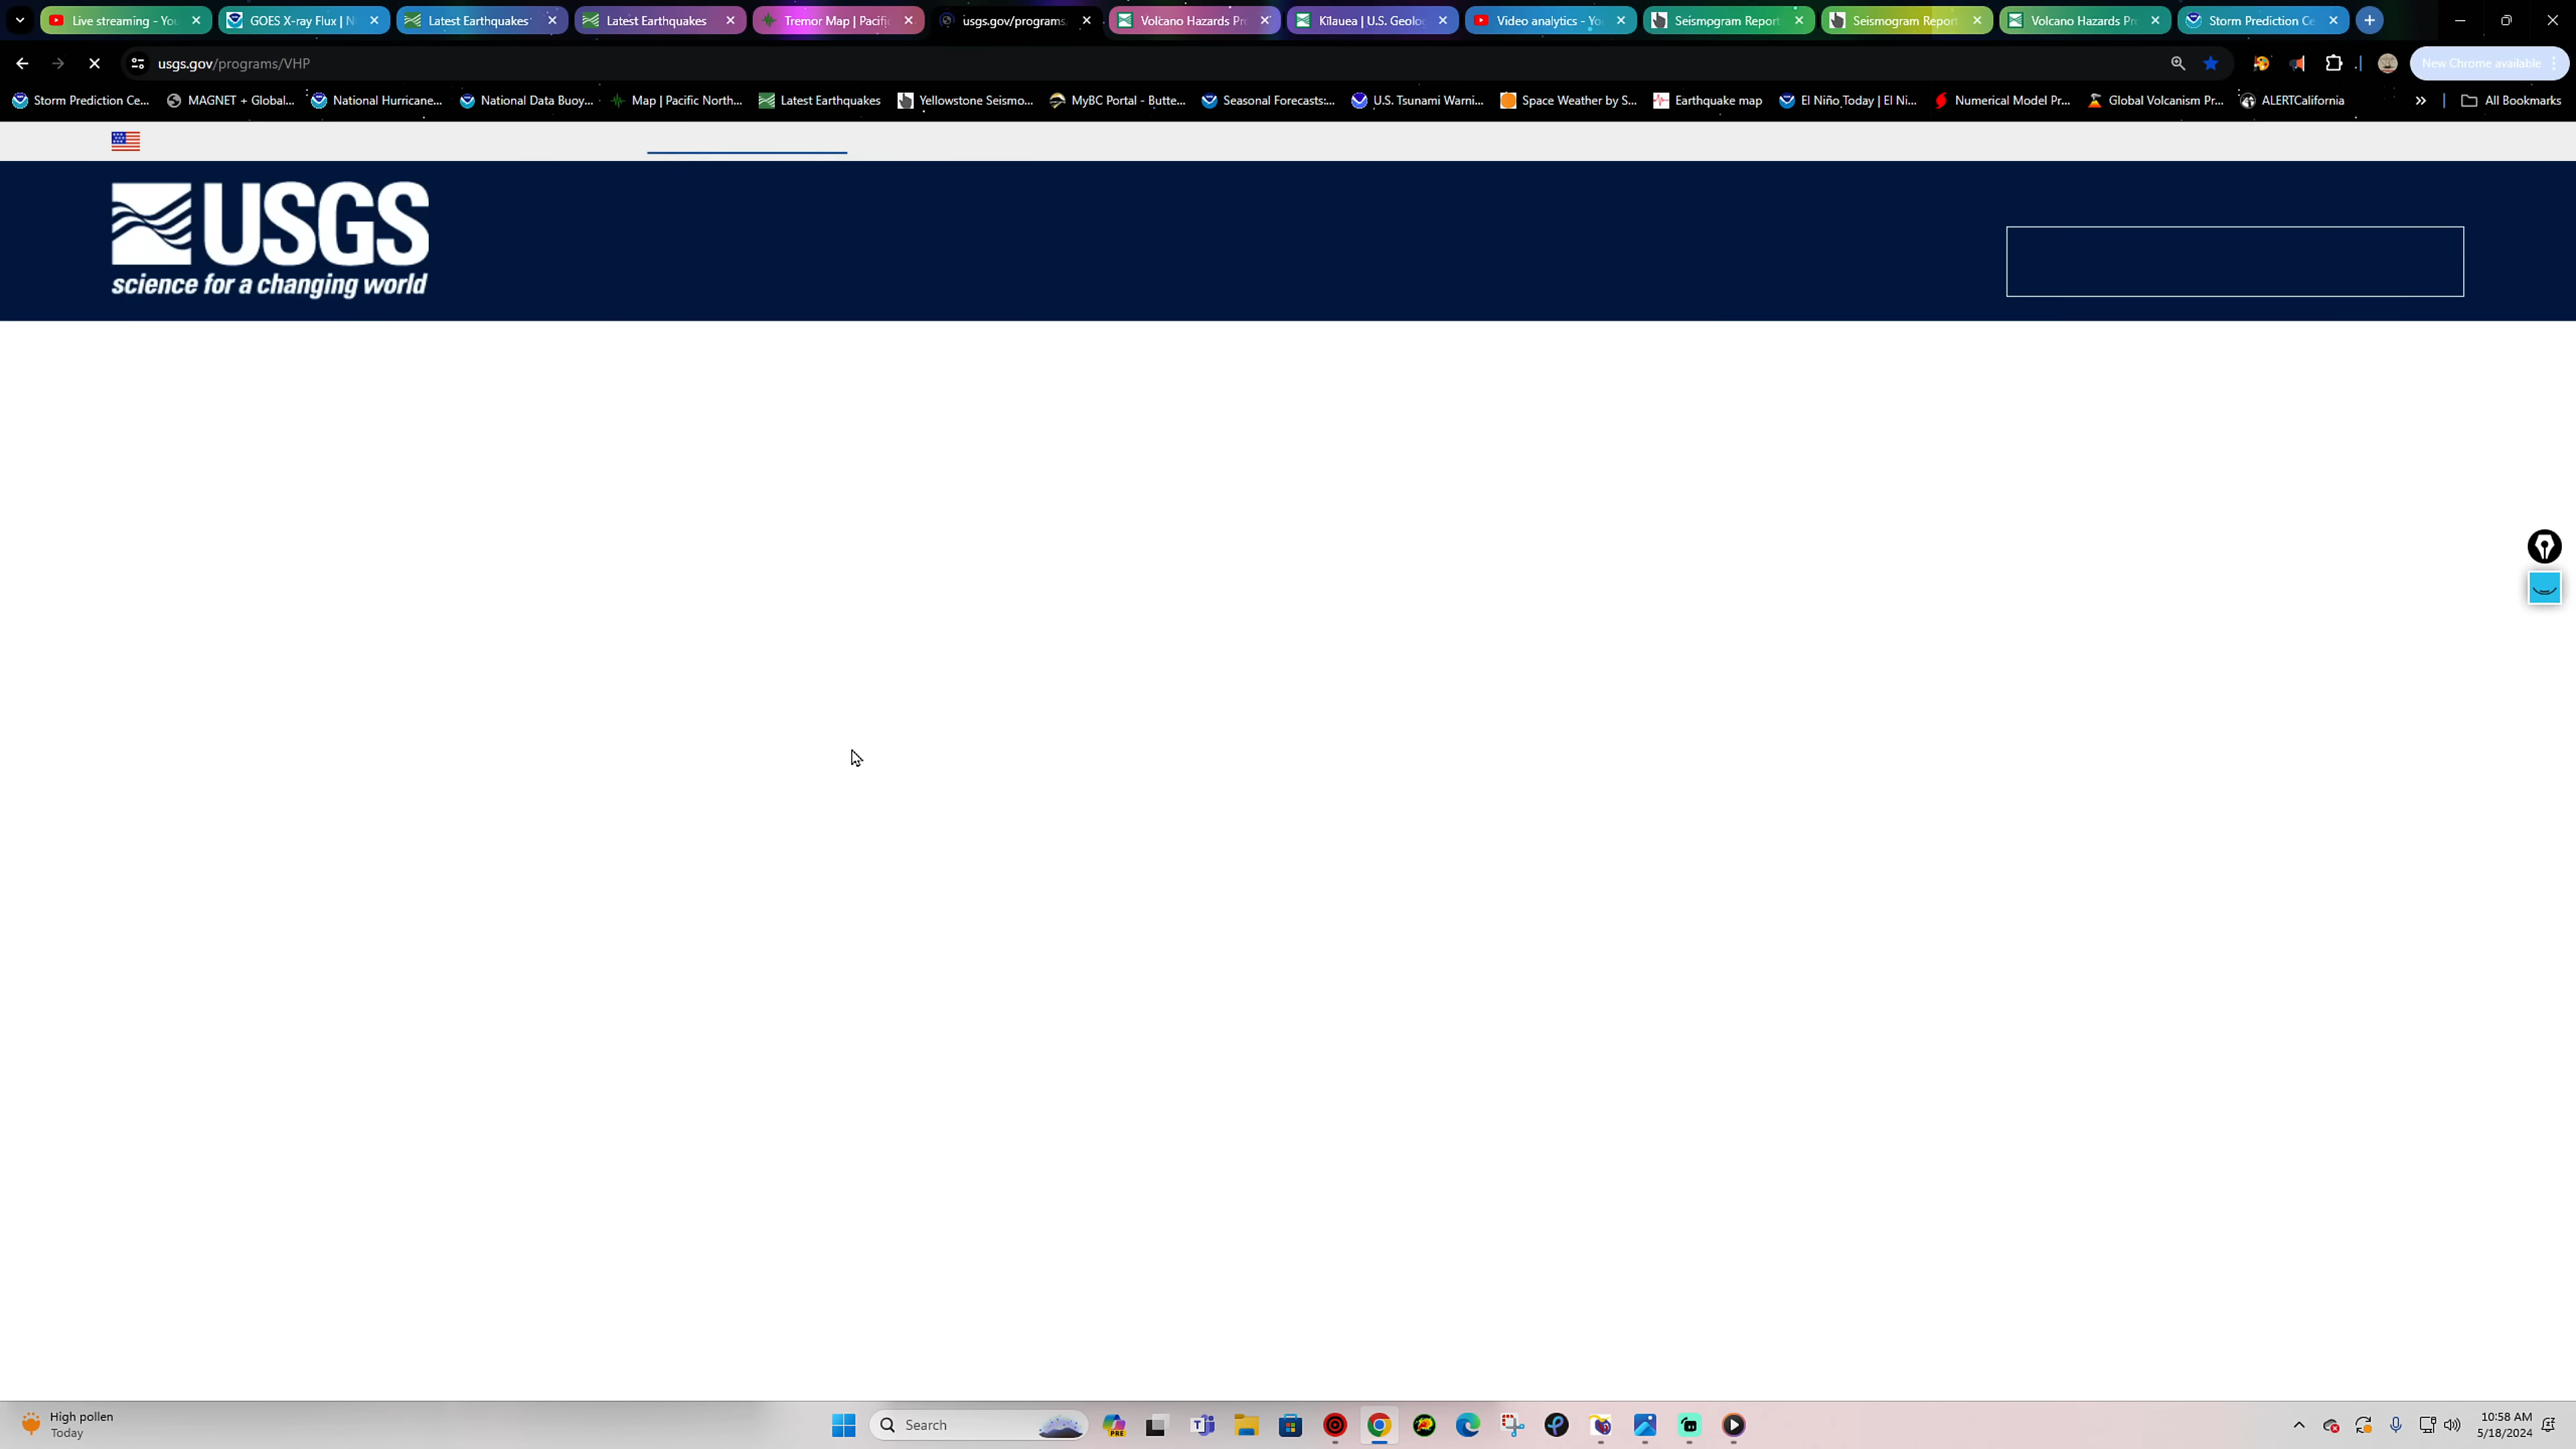 Live streaming - You
GOES X-ray Flux | N
Latest Earthquakes
Latest Earthquakes
Tremor Map | Pacific
usgs.gov/programs
Volcano Hazards Pro
Kīlauea | U.S. Geolo
Video analytics - Yo
Seismogram Report
Seismogram Report
Volcano Hazards Pr
Storm Prediction Ce
usgs.gov/programs/VHP
New Chrome available
Storm Prediction Ce...
MAGNET + Global...
National Hurricane...
National Data Buoy...
Map | Pacific North...
Latest Earthquakes
Yellowstone Seismo...
MyBC Portal - Butte...
Seasonal Forecasts:...
U.S. Tsunami Warni...
Space Weather by S...
Earthquake map
El Niño Today | El Ni...
Numerical Model Pr...
Global Volcanism Pr...
ALERTCalifornia
All Bookmarks
USGS
science for a changing world
High pollen
Today
Search
PRE
10:58 AM
5/18/2024